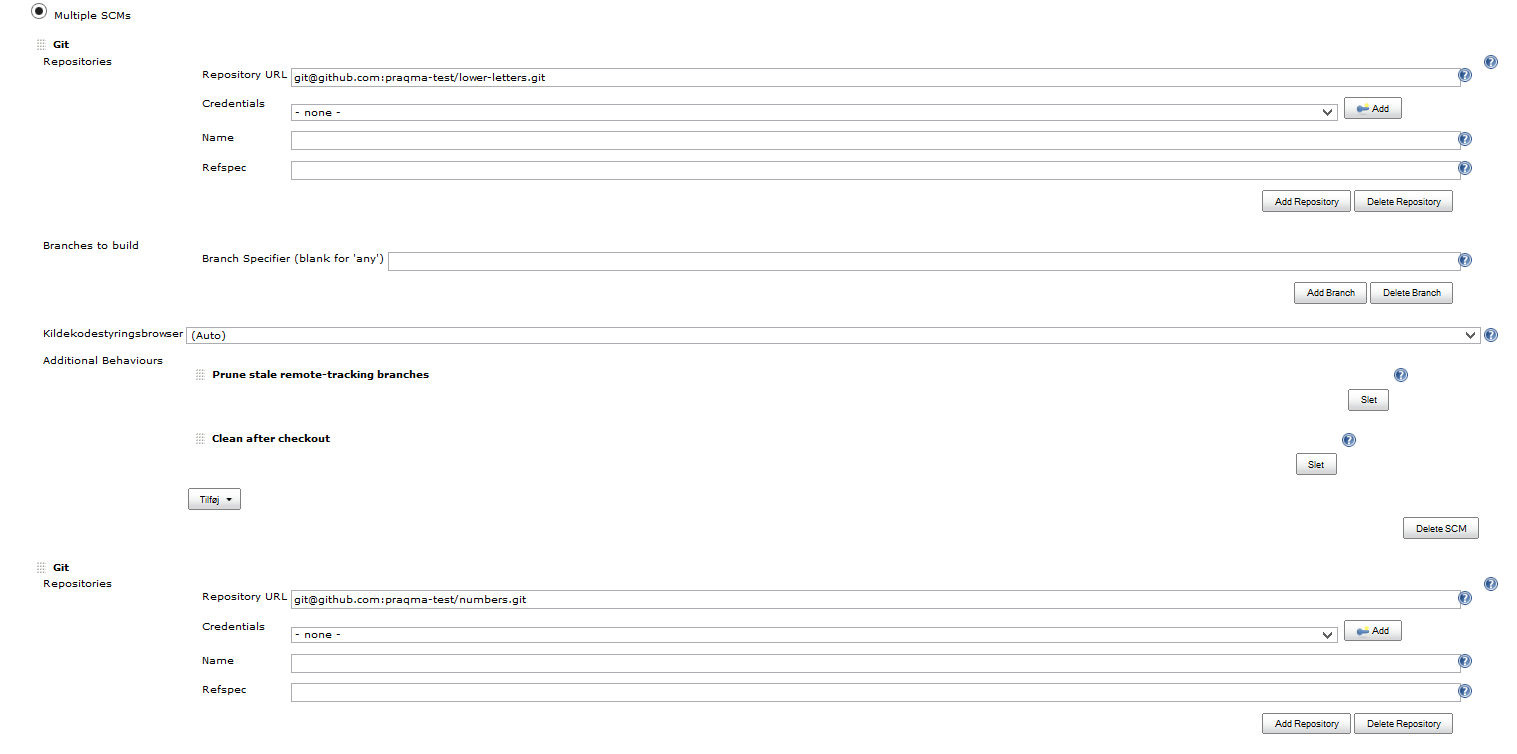 Multiple SCMs
Git
Repositories
Repository URL git@github.com:praqma-test/lower-letters.git
Credentials - none - Add
Name
Refspec
Add Repository Delete Repository
Branches to build
Branch Specifier (blank for 'any')
Add Branch Delete Branch
Kildekodestyringsbrowser (Auto)
Additional Behaviours
Prune stale remote-tracking branches
Slet
Clean after checkout
Slet
Tilføj
Delete SCM
Git
Repositories
Repository URL git@github.com:praqma-test/numbers.git
Credentials - none - Add
Name
Refspec
Add Repository Delete Repository